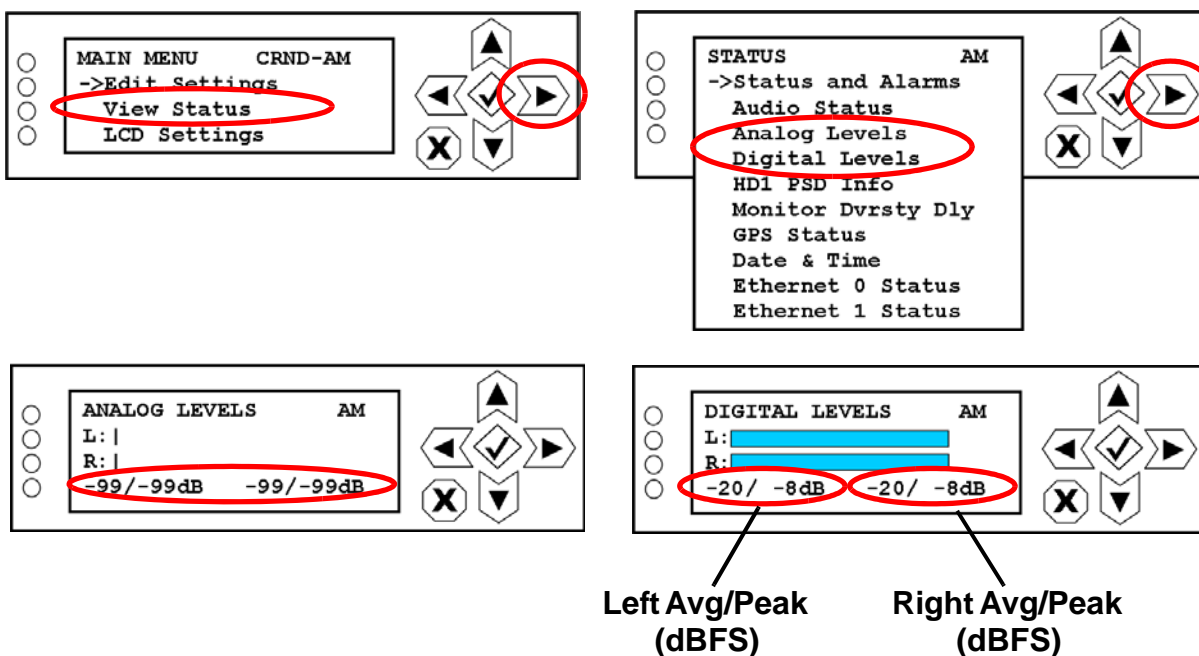 MAIN MENU CRND-AM
->Edit Settings
View Status
LCD Settings
X
STATUS AM
->Status and Alarms
Audio Status
Analog Levels
Digital Levels
HD1 PSD Info
Monitor Dvrsty Dly
GPS Status
Date & Time
Ethernet 0 Status
Ethernet 1 Status
X
ANALOG LEVELS AM
L:|
R:|
-99/-99dB -99/-99dB
X
DIGITAL LEVELS AM
L:
R:
-20/ -8dB -20/ -8dB
X
Left Avg/Peak
(dBFS)
Right Avg/Peak
(dBFS)